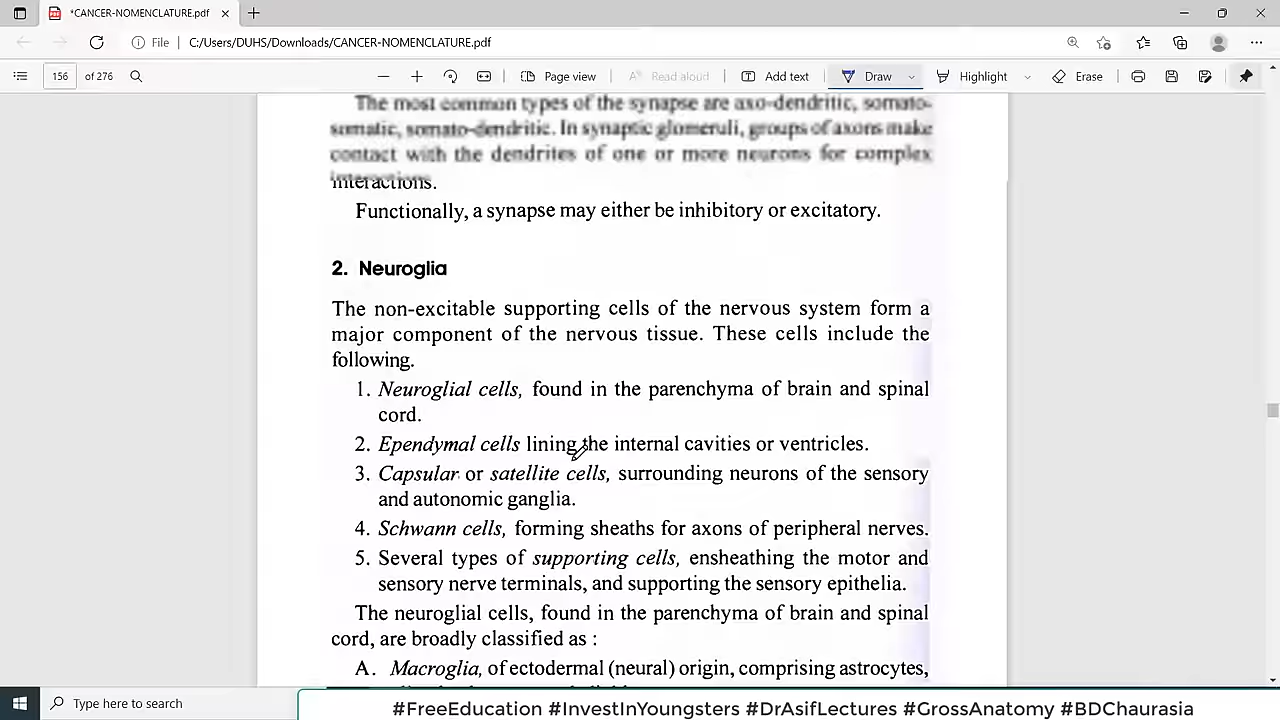 *CANCER-NOMENCLATURE.pdf
File C:/Users/DUHS/Downloads/CANCER-NOMENCLATURE.pdf
156 of 276 Page view Read aloud Add text Draw Highlight Erase
The most common types of the synapse are axo-dendritic, somato-
somatic, somato-dendritic. In synaptic glomeruli, groups of axons make
contact with the dendrites of one or more neurons for complex
interactions.
Functionally, a synapse may either be inhibitory or excitatory.
2. Neuroglia
The non-excitable supporting cells of the nervous system form a
major component of the nervous tissue. These cells include the
following.
1. Neuroglial cells, found in the parenchyma of brain and spinal
cord.
2. Ependymal cells lining the internal cavities or ventricles.
3. Capsular or satellite cells, surrounding neurons of the sensory
and autonomic ganglia.
4. Schwann cells, forming sheaths for axons of peripheral nerves.
5. Several types of supporting cells, ensheathing the motor and
sensory nerve terminals, and supporting the sensory epithelia.
The neuroglial cells, found in the parenchyma of brain and spinal
cord, are broadly classified as :
A. Macroglia, of ectodermal (neural) origin, comprising astrocytes,
Type here to search
#FreeEducation #InvestInYoungsters #DrAsifLectures #GrossAnatomy #BDChaurasia